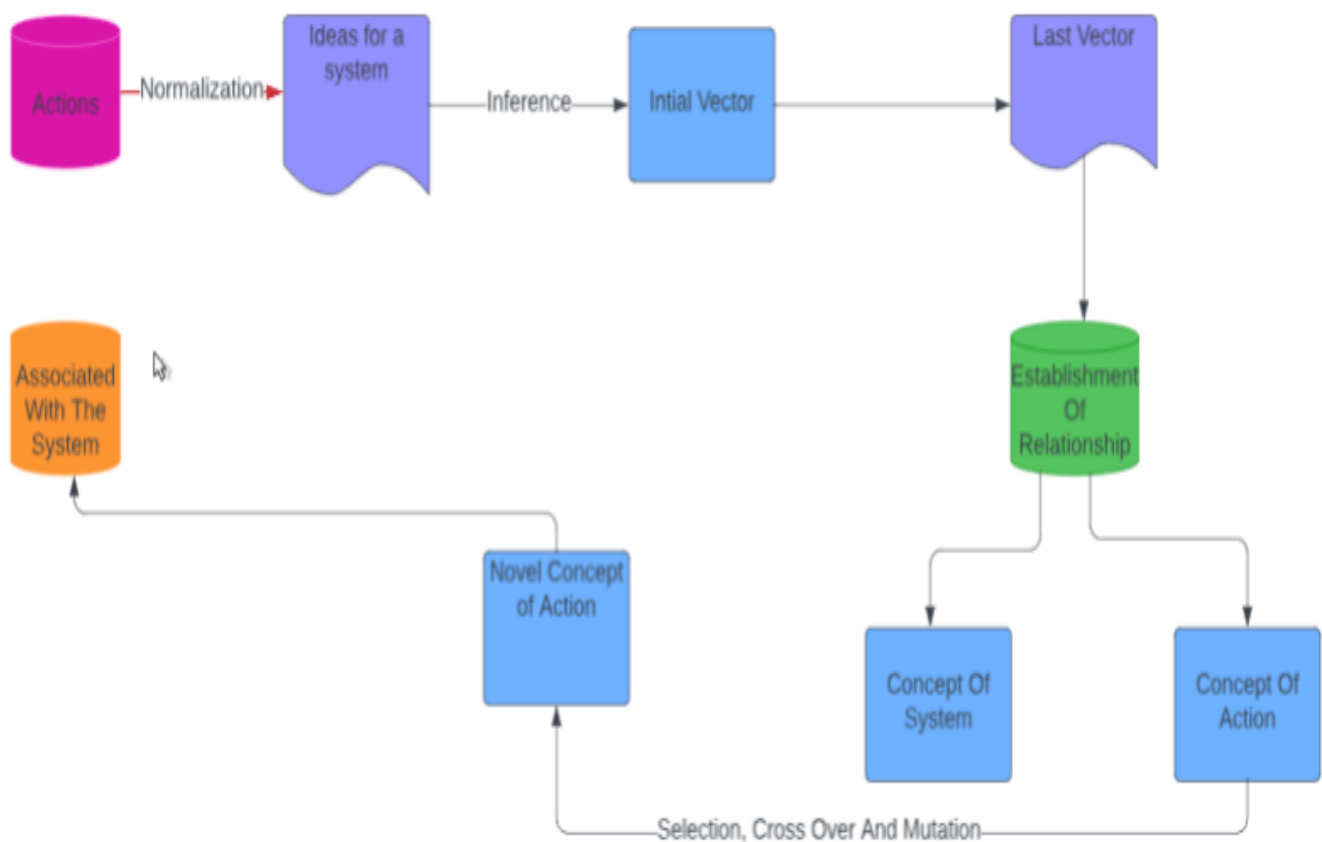 Actions
Normalization
Ideas for a
system
Inference
Intial Vector
Last Vector
Associated
With The
System
Establishment
Of
Relationship
Novel Concept
of Action
Concept Of
System
Concept Of
Action
Selection, Cross Over And Mutation